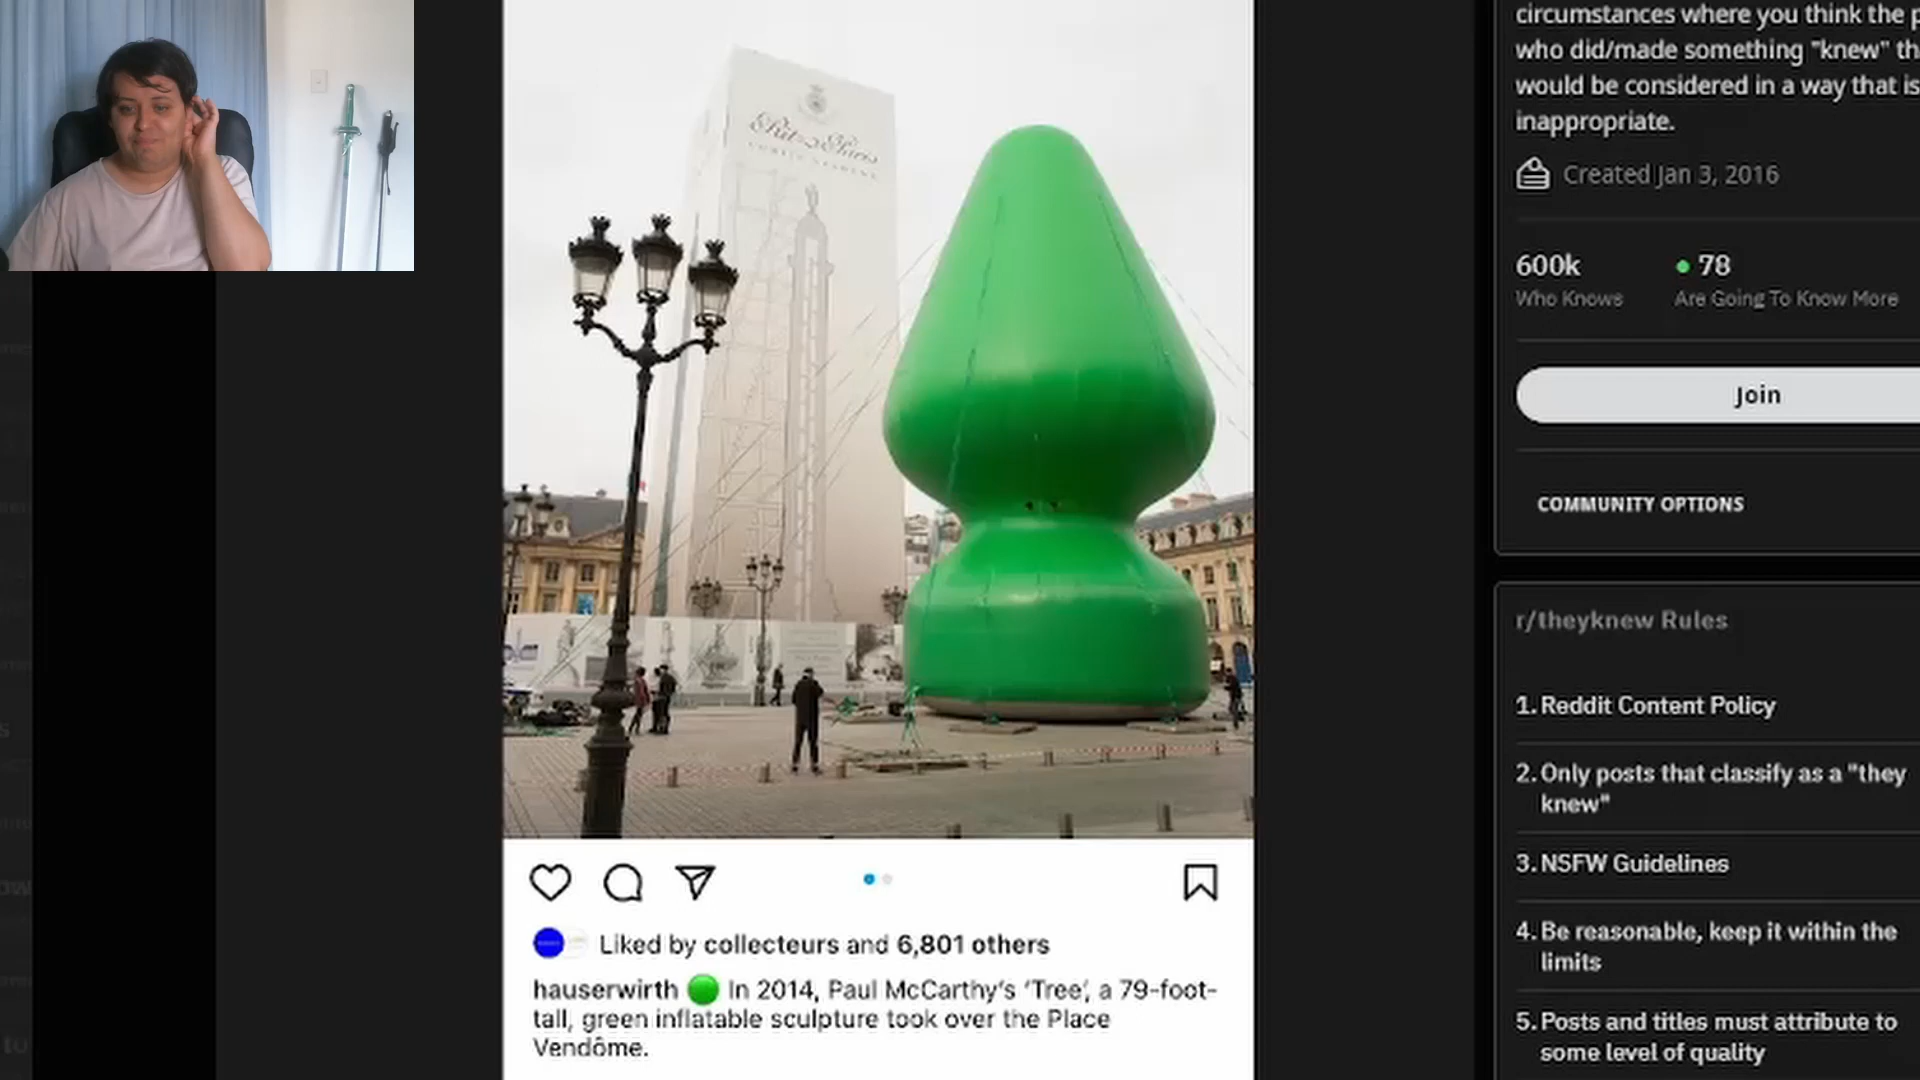 Ritz Paris
circumstances where you think the p
who did/made something "knew" th
would be considered in a way that is
inappropriate.
Created Jan 3, 2016
600k
78
Who Knows
Are Going To Know More
Join
COMMUNITY OPTIONS
r/theyknew Rules
1. Reddit Content Policy
2. Only posts that classify as a "they
knew"
3. NSFW Guidelines
4. Be reasonable, keep it within the
limits
5. Posts and titles must attribute to
some level of quality
Liked by collecteurs and 6,801 others
hauserwirth 🟢 In 2014, Paul McCarthy's 'Tree', a 79-foot-
tall, green inflatable sculpture took over the Place
Vendôme.